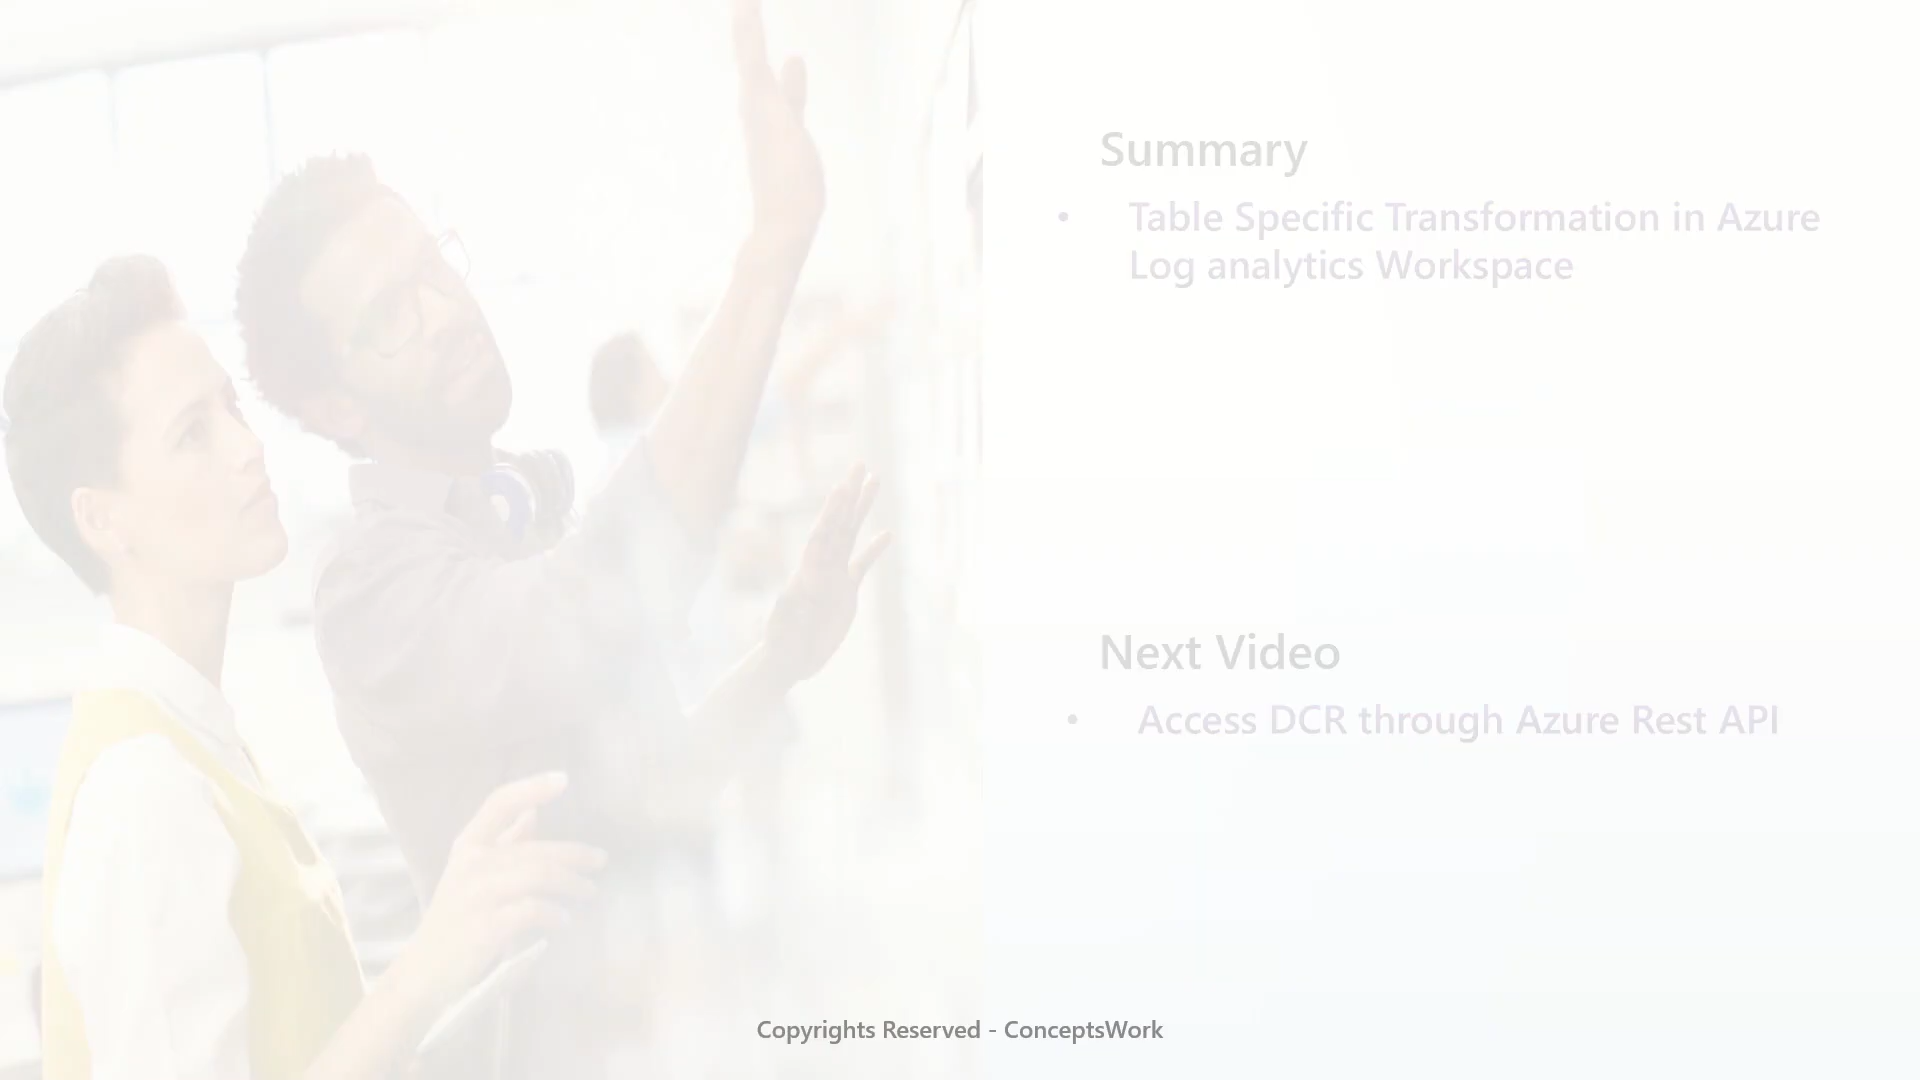 Summary
• Table Specific Transformation in Azure
Log analytics Workspace
Next Video
• Access DCR through Azure Rest API
Copyrights Reserved - ConceptsWork